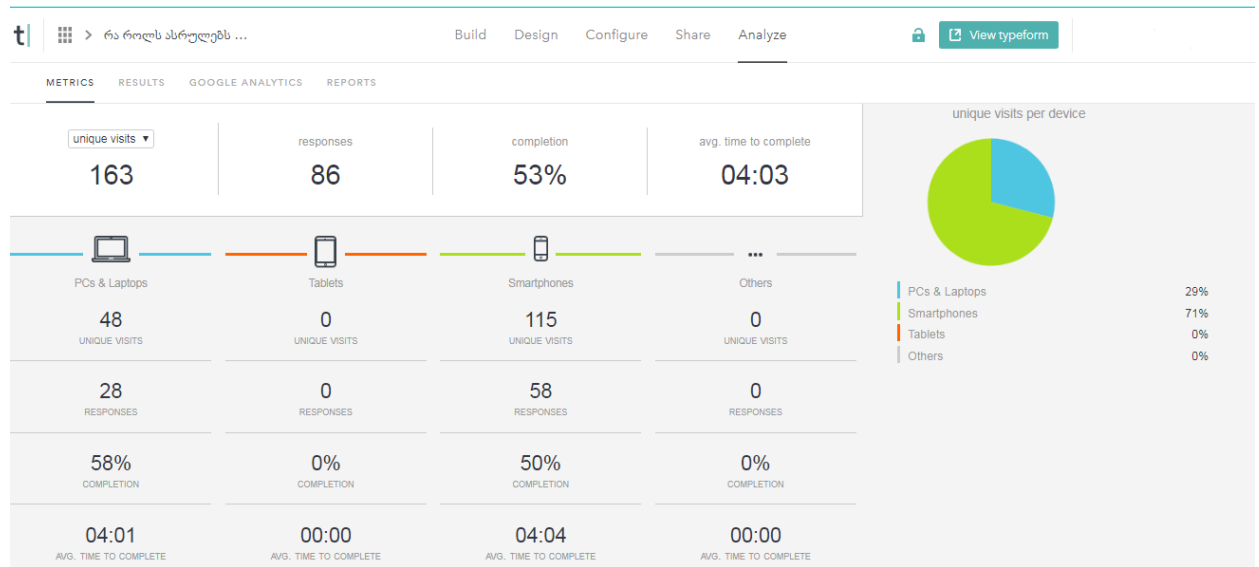 t| > რა როლს ასრულებს ... Build Design Configure Share Analyze View typeform
METRICS RESULTS GOOGLE ANALYTICS REPORTS
unique visits per device
unique visits responses completion avg. time to complete
163 86 53% 04:03
PCs & Laptops Tablets Smartphones Others
48 0 115 0
UNIQUE VISITS UNIQUE VISITS UNIQUE VISITS UNIQUE VISITS
28 0 58 0
RESPONSES RESPONSES RESPONSES RESPONSES
58% 0% 50% 0%
COMPLETION COMPLETION COMPLETION COMPLETION
04:01 00:00 04:04 00:00
AVG. TIME TO COMPLETE AVG. TIME TO COMPLETE AVG. TIME TO COMPLETE AVG. TIME TO COMPLETE
PCs & Laptops 29%
Smartphones 71%
Tablets 0%
Others 0%